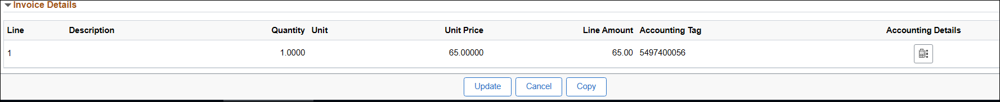 Invoice Details
Line Description Quantity Unit Unit Price Line Amount Accounting Tag Accounting Details
1 1.0000 65.00000 65.00 5497400056
Update Cancel Copy